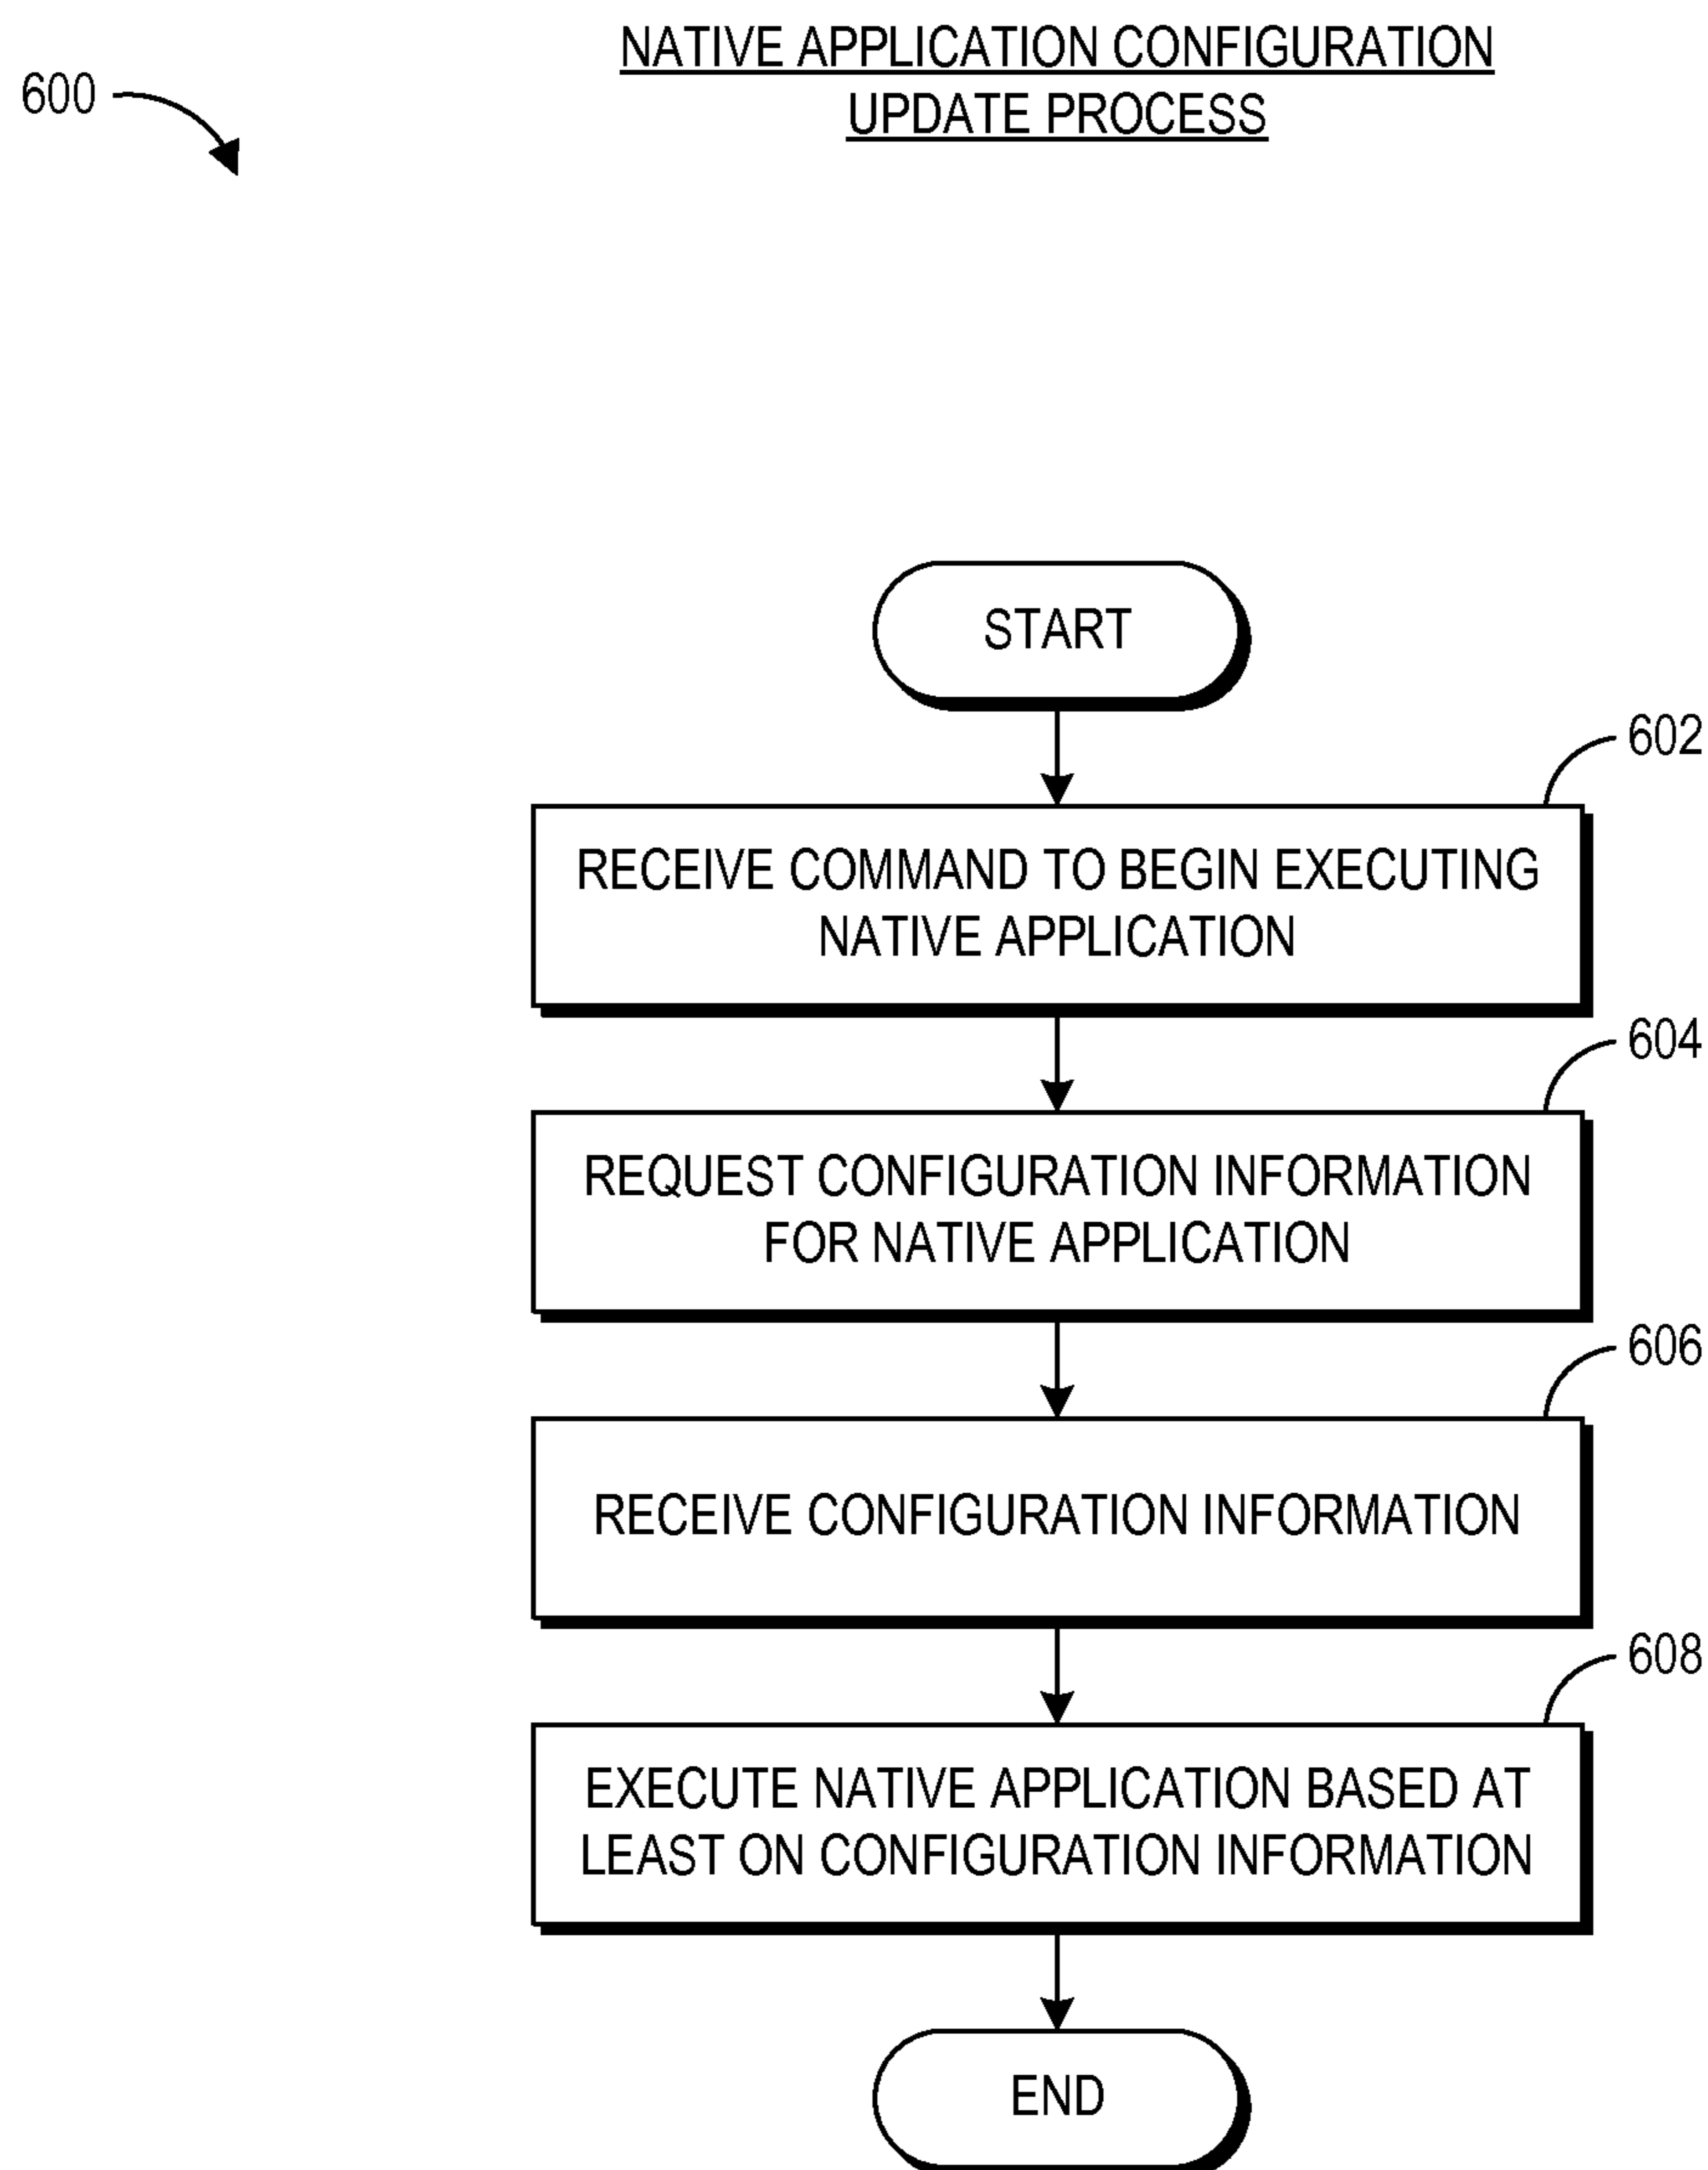 NATIVE APPLICATION CONFIGURATION
UPDATE PROCESS
600
START
602
RECEIVE COMMAND TO BEGIN EXECUTING
NATIVE APPLICATION
604
REQUEST CONFIGURATION INFORMATION
FOR NATIVE APPLICATION
606
RECEIVE CONFIGURATION INFORMATION
608
EXECUTE NATIVE APPLICATION BASED AT
LEAST ON CONFIGURATION INFORMATION
END